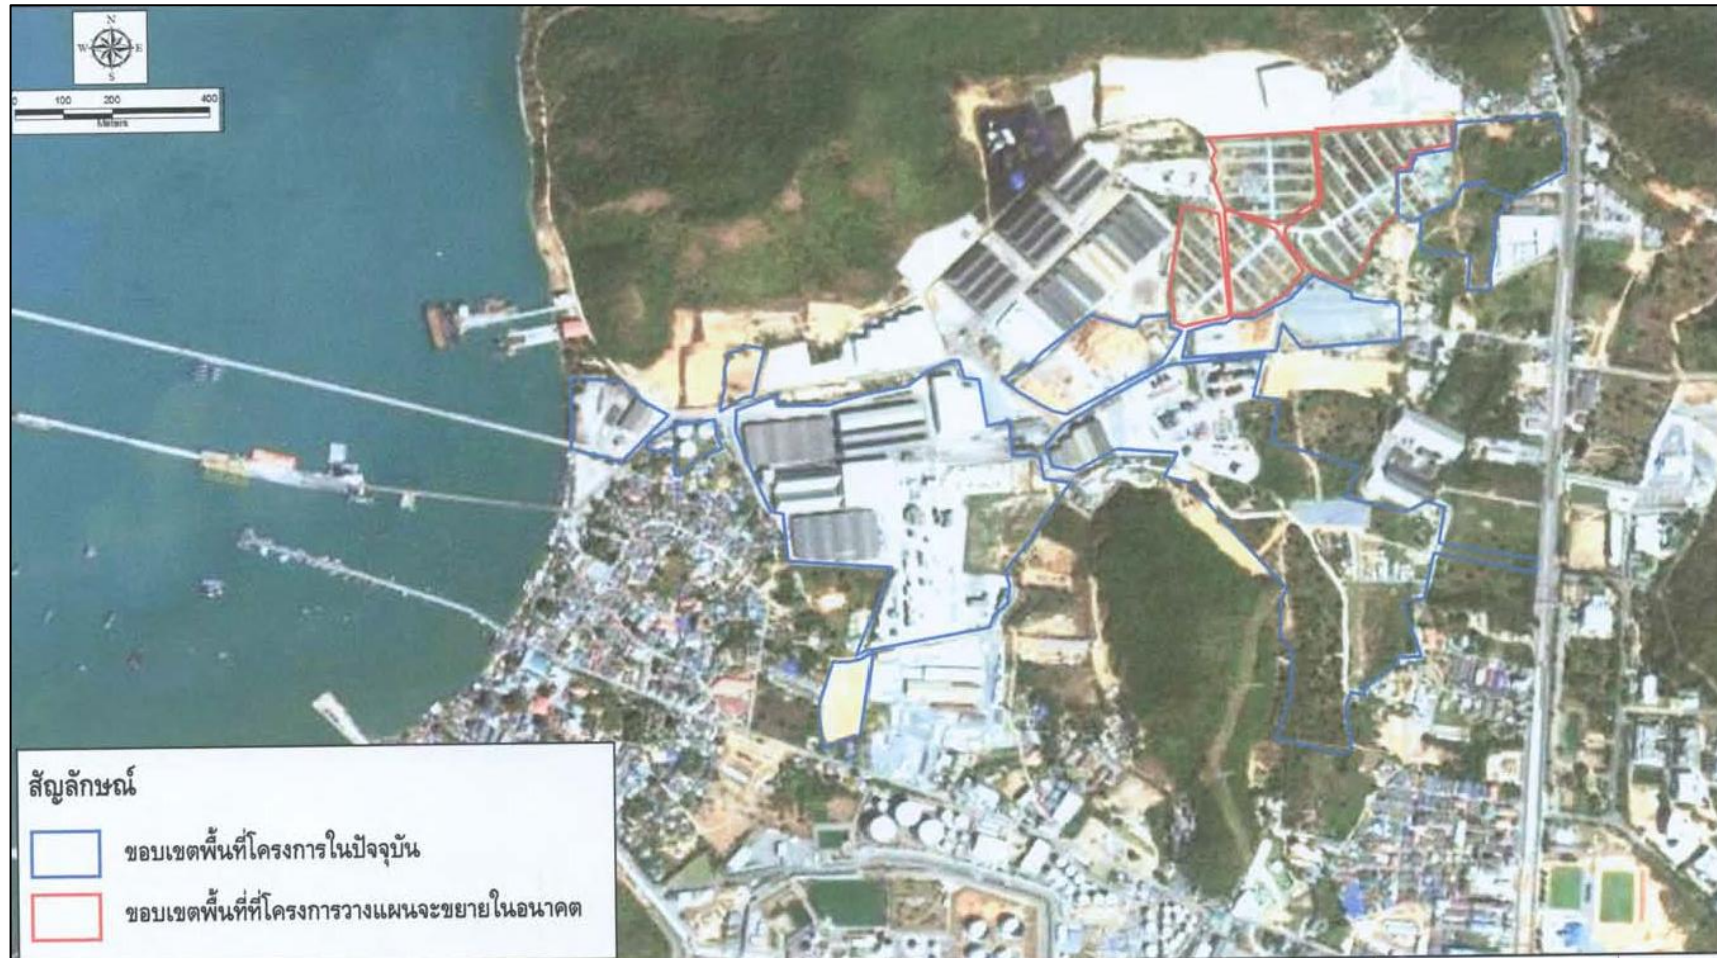 N
W E
S
0 100 200 400
Meters
สัญลักษณ์
ขอบเขตพื้นที่โครงการในปัจจุบัน
ขอบเขตพื้นที่ที่โครงการวางแผนจะขยายในอนาคต